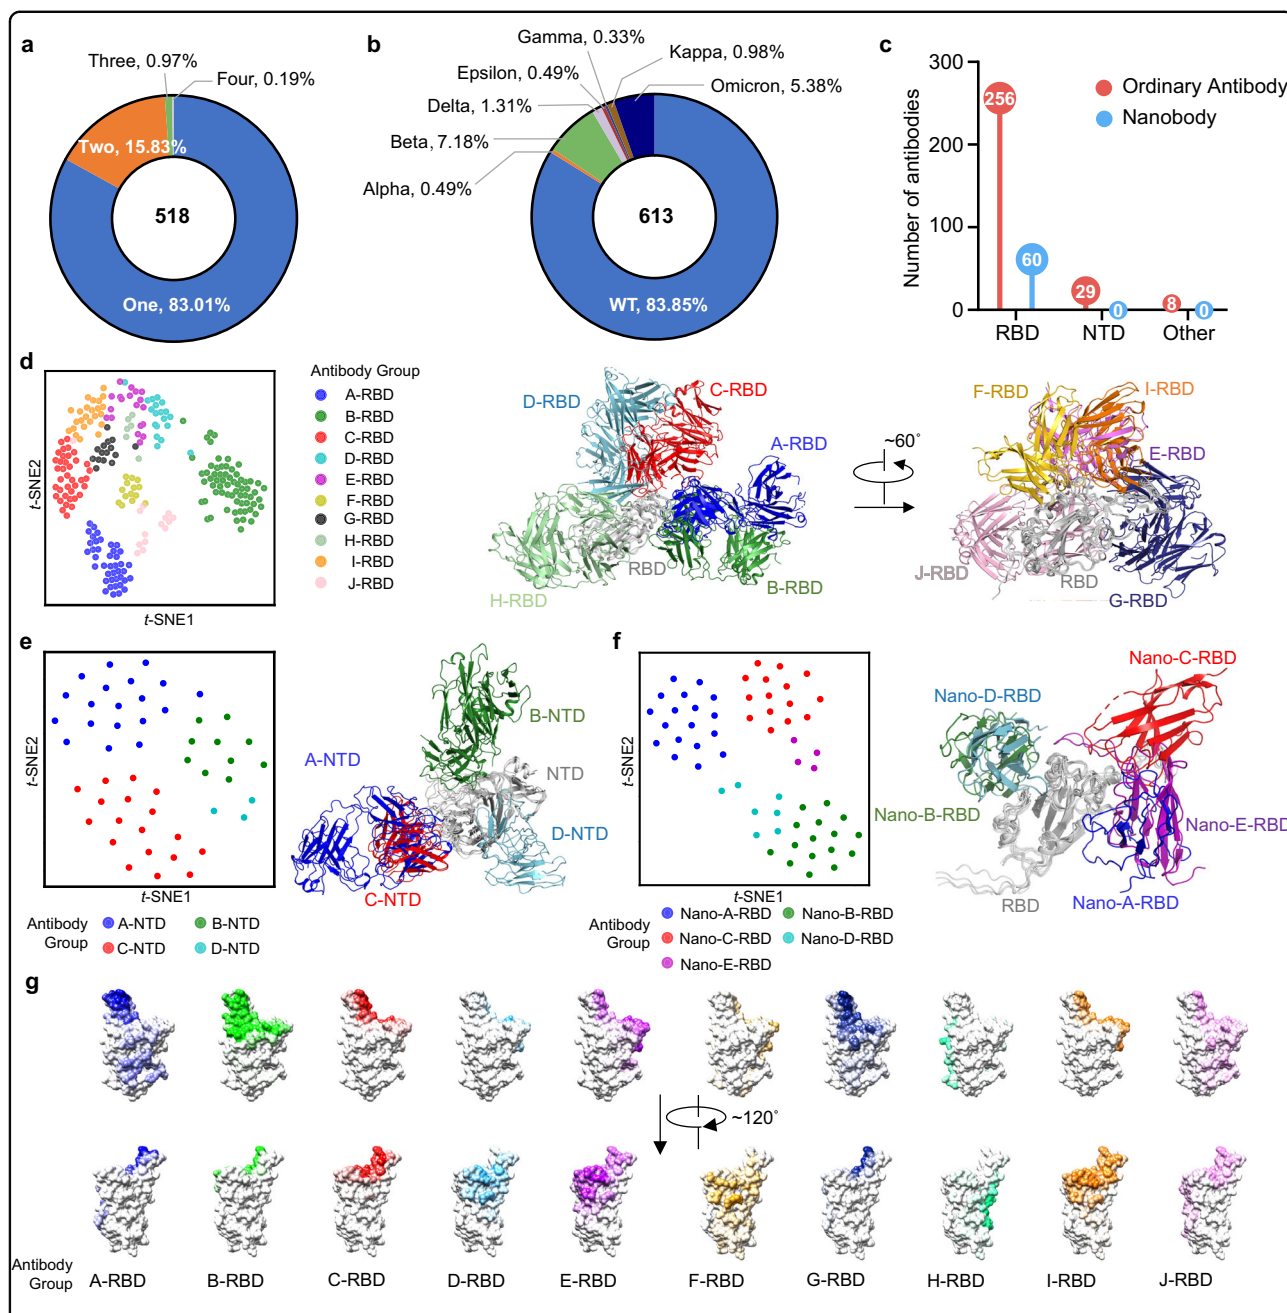 a
Three, 0.97%
Four, 0.19%
Two, 15.83%
518
One, 83.01%
b
Gamma, 0.33%
Kappa, 0.98%
Epsilon, 0.49%
Omicron, 5.38%
Delta, 1.31%
Beta, 7.18%
Alpha, 0.49%
613
WT, 83.85%
c
Number of antibodies
300
200
100
0
Ordinary Antibody
Nanobody
256
60
29
0
8
0
RBD NTD Other
d
t-SNE2
t-SNE1
Antibody Group
A-RBD
B-RBD
C-RBD
D-RBD
E-RBD
F-RBD
G-RBD
H-RBD
I-RBD
J-RBD
D-RBD
C-RBD
A-RBD
RBD
B-RBD
H-RBD
~60°
F-RBD
I-RBD
E-RBD
J-RBD
RBD
G-RBD
e
t-SNE2
t-SNE1
Antibody
Group
A-NTD
B-NTD
C-NTD
D-NTD
B-NTD
A-NTD
NTD
D-NTD
C-NTD
f
t-SNE2
t-SNE1
Antibody
Group
Nano-A-RBD
Nano-B-RBD
Nano-C-RBD
Nano-D-RBD
Nano-E-RBD
Nano-C-RBD
Nano-D-RBD
Nano-B-RBD
Nano-E-RBD
RBD
Nano-A-RBD
g
~120°
Antibody
Group
A-RBD B-RBD C-RBD D-RBD E-RBD F-RBD G-RBD H-RBD I-RBD J-RBD